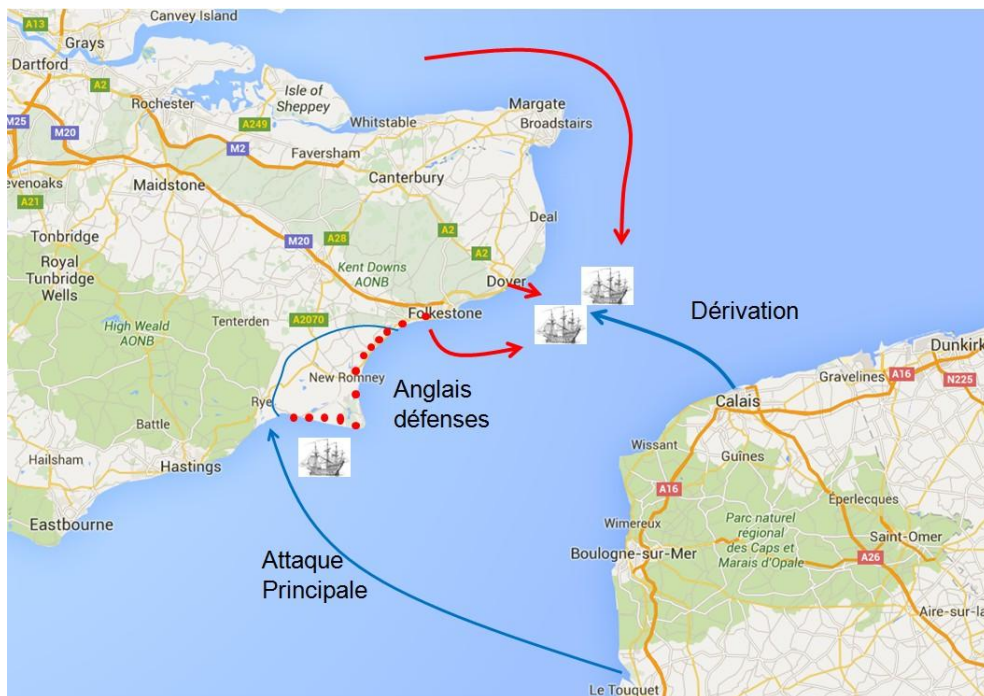 Canvey Island
A13
Grays
Dartford
A2
Rochester
Isle of
Sheppey
Margate
Broadstairs
Whitstable
M25
M20
A249
M2
Faversham
Canterbury
evenoaks
Maidstone
A21
Deal
A2
A28
M20
A2
Tonbridge
Royal
Tunbridge
Wells
Kent Downs
AONB
Dover
Folkestone
Tenterden
A2070
High Weald
AONB
Dérivation
Dunkirk
Gravelines
A16
N225
New Romney
Anglais
défenses
Calais
Rye
Battle
Wissant
Guînes
Hailsham
Hastings
A16
Éperlecques
Eastbourne
Wimereux
Parc naturel
régional
des Caps et
Marais d'Opale
Saint-Omer
Boulogne-sur-Mer
A26
Attaque
Principale
Aire-sur-la
Le Touquet